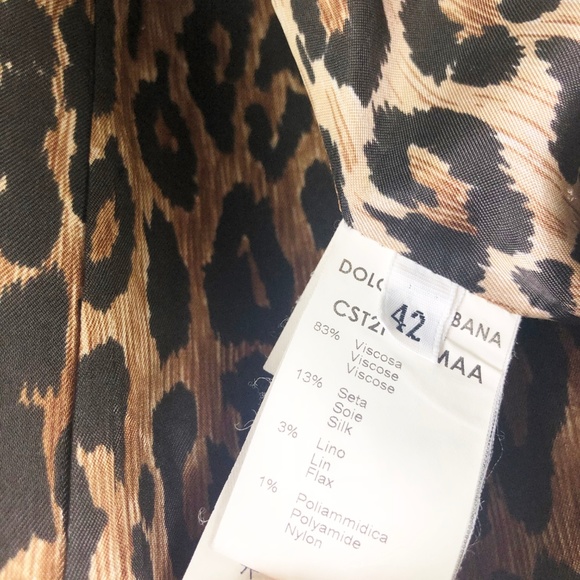 DOLC BANA
42
CST2 MAA
83% Viscosa
Viscose
Viscose
13% Seta
Soie
Silk
3% Lino
Lin
Flax
1% Poliammidica
Polyamide
Nylon